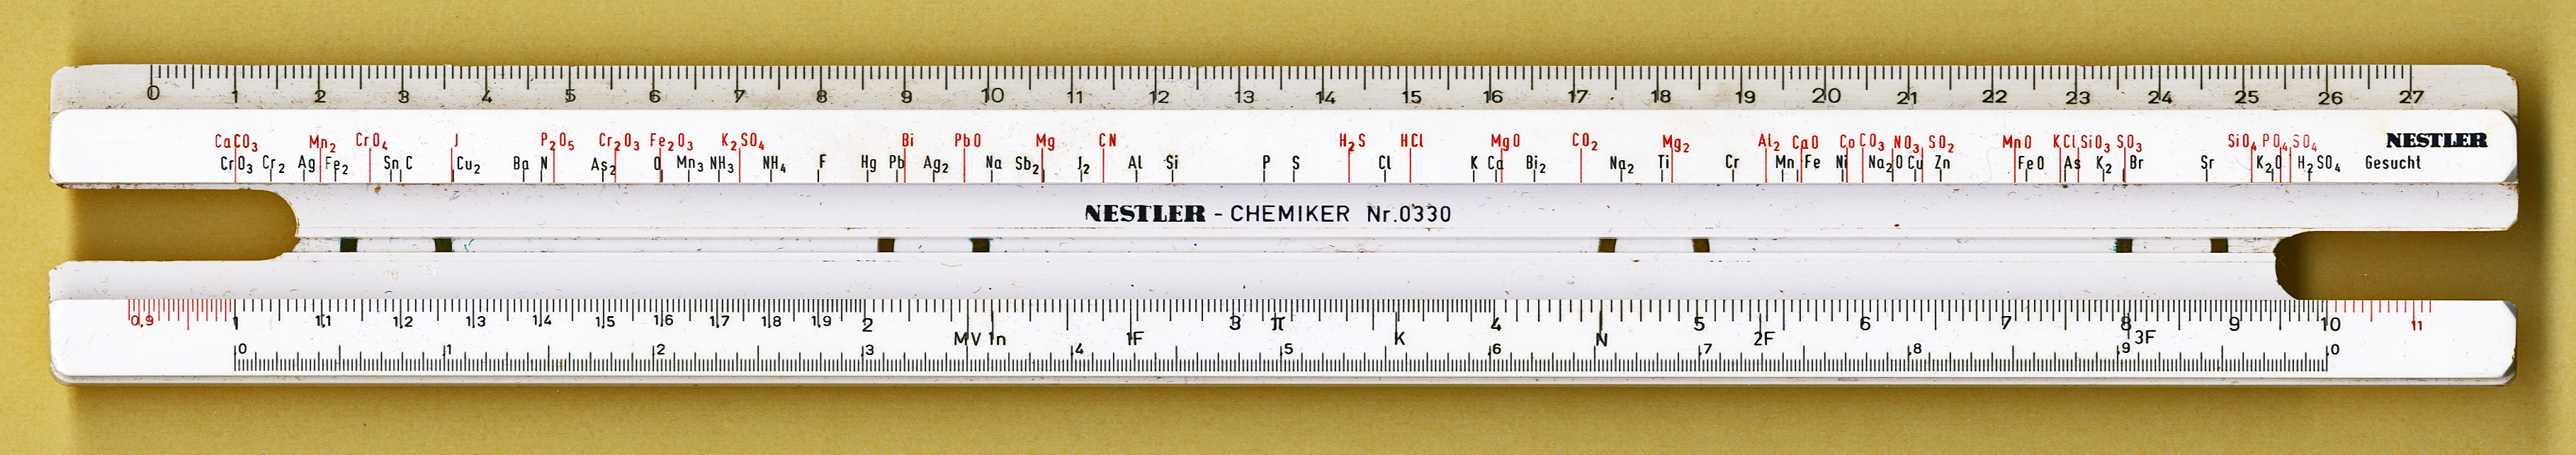 0 1 2 3 4 5 6 7 8 9 10 11 12 13 14 15 16 17 18 19 20 21 22 23 24 25 26 27
CaCO₃ Mn₂ CrO₄ J P₂O₅ Cr₂O₃ Fe₂O₃ K₂SO₄ Bi PbO Mg CN H₂S HCl MgO CO₂ Mg₂ Al₂ CaO Co CO₃ NO₃ SO₂ MnO KCl SiO₃ SO₃ SiO₄ PO₄ SO₄ NESTLER
CrO₃ Cr₂ Ag Fe₂ Sn C Cu₂ Ba N As₂ O Mn₃ NH₃ NH₄ F Hg Pb Ag₂ Na Sb₂ J₂ Al Si P S Cl K Ca Bi₂ Na₂ Ti Cr Mn Fe Ni Na₂O Cu Zn FeO As K₂ Br Sr K₂O H₂SO₄ Gesucht
NESTLER - CHEMIKER Nr.0330
0,9 1 1,1 1,2 1,3 1,4 1,5 1,6 1,7 1,8 1,9 2 3 π 4 5 6 7 8 9 10 11
MV ln 1F K N 2F 3F
,0 ,1 ,2 ,3 ,4 ,5 ,6 ,7 ,8 ,9 ,0